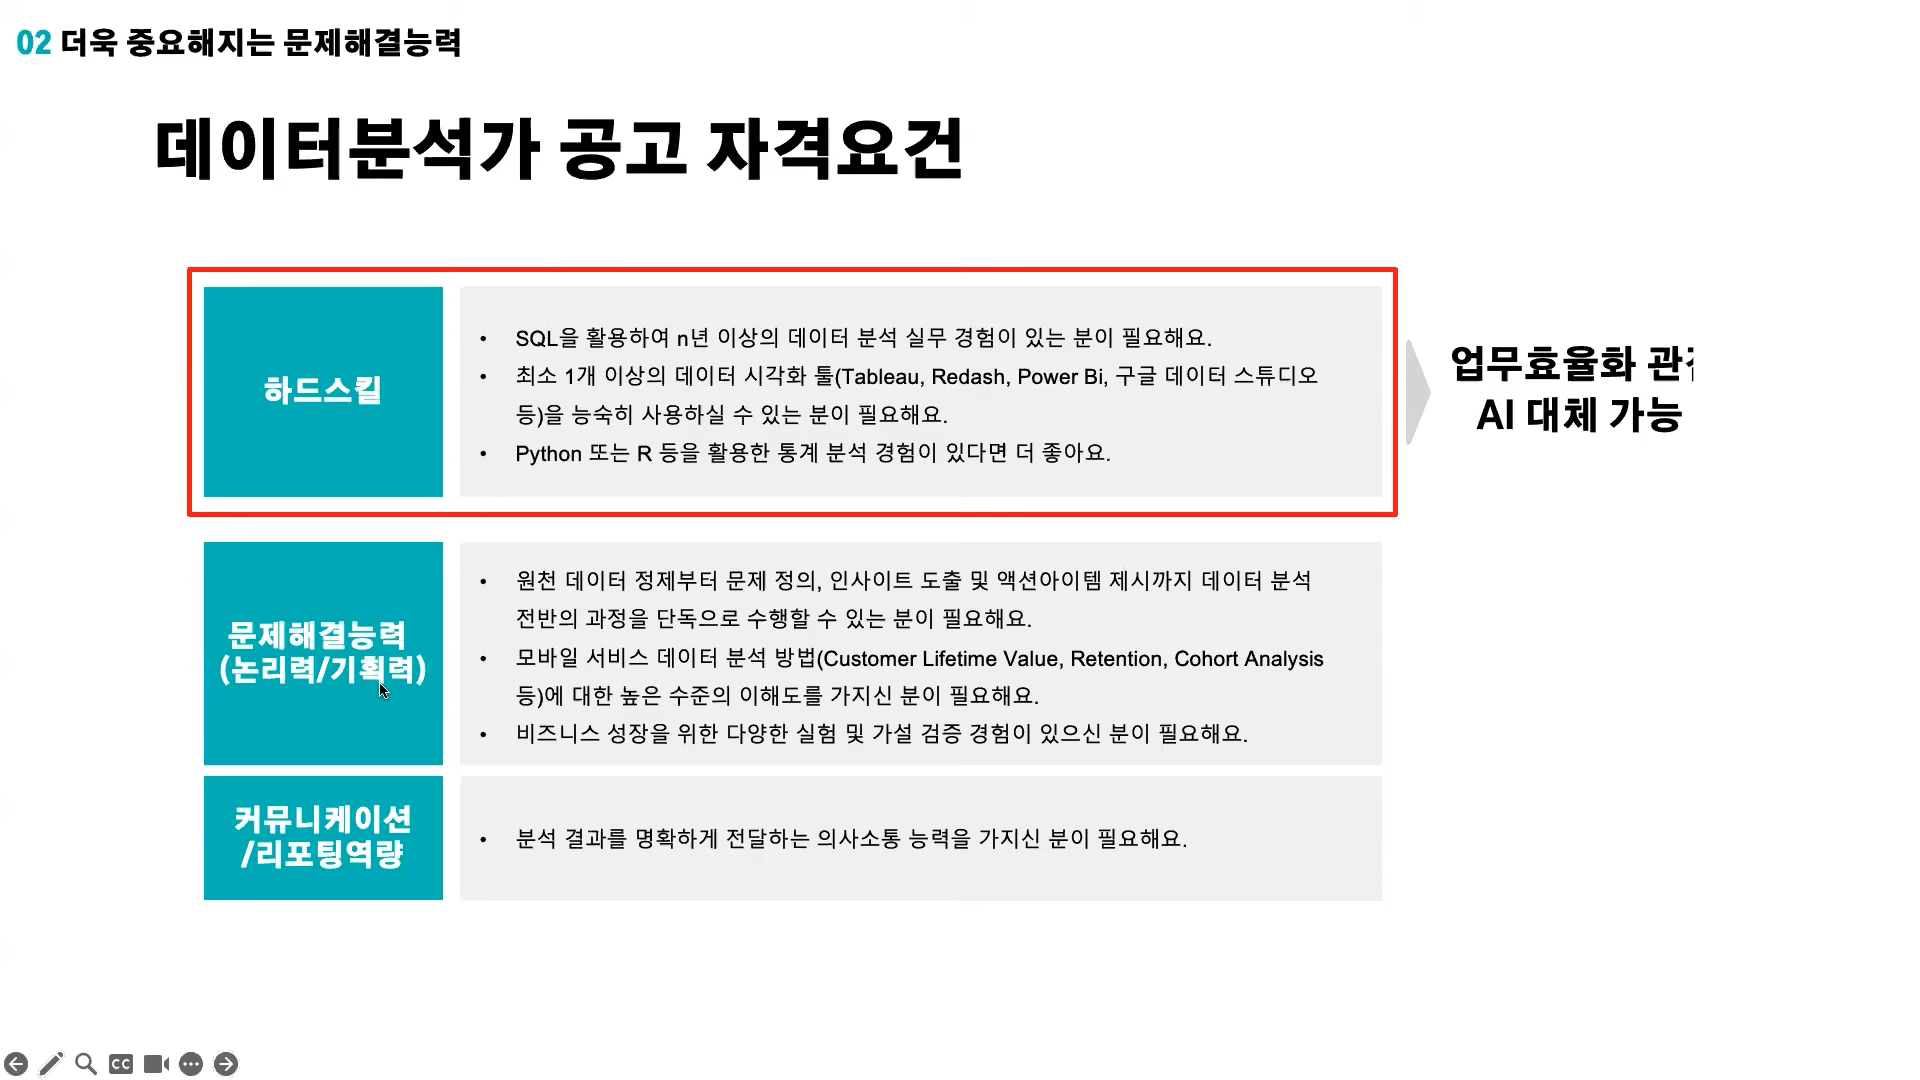 02 더욱 중요해지는 문제해결능력
데이터분석가 공고 자격요건
하드스킬
• SQL을 활용하여 n년 이상의 데이터 분석 실무 경험이 있는 분이 필요해요.
• 최소 1개 이상의 데이터 시각화 툴(Tableau, Redash, Power Bi, 구글 데이터 스튜디오
등)을 능숙히 사용하실 수 있는 분이 필요해요.
• Python 또는 R 등을 활용한 통계 분석 경험이 있다면 더 좋아요.
업무효율화
AI 대체 가능
문제해결능력
(논리력/기획력)
• 원천 데이터 정제부터 문제 정의, 인사이트 도출 및 액션아이템 제시까지 데이터 분석
전반의 과정을 단독으로 수행할 수 있는 분이 필요해요.
• 모바일 서비스 데이터 분석 방법(Customer Lifetime Value, Retention, Cohort Analysis
등)에 대한 높은 수준의 이해도를 가지신 분이 필요해요.
• 비즈니스 성장을 위한 다양한 실험 및 가설 검증 경험이 있으신 분이 필요해요.
커뮤니케이션
/리포팅역량
• 분석 결과를 명확하게 전달하는 의사소통 능력을 가지신 분이 필요해요.
CC